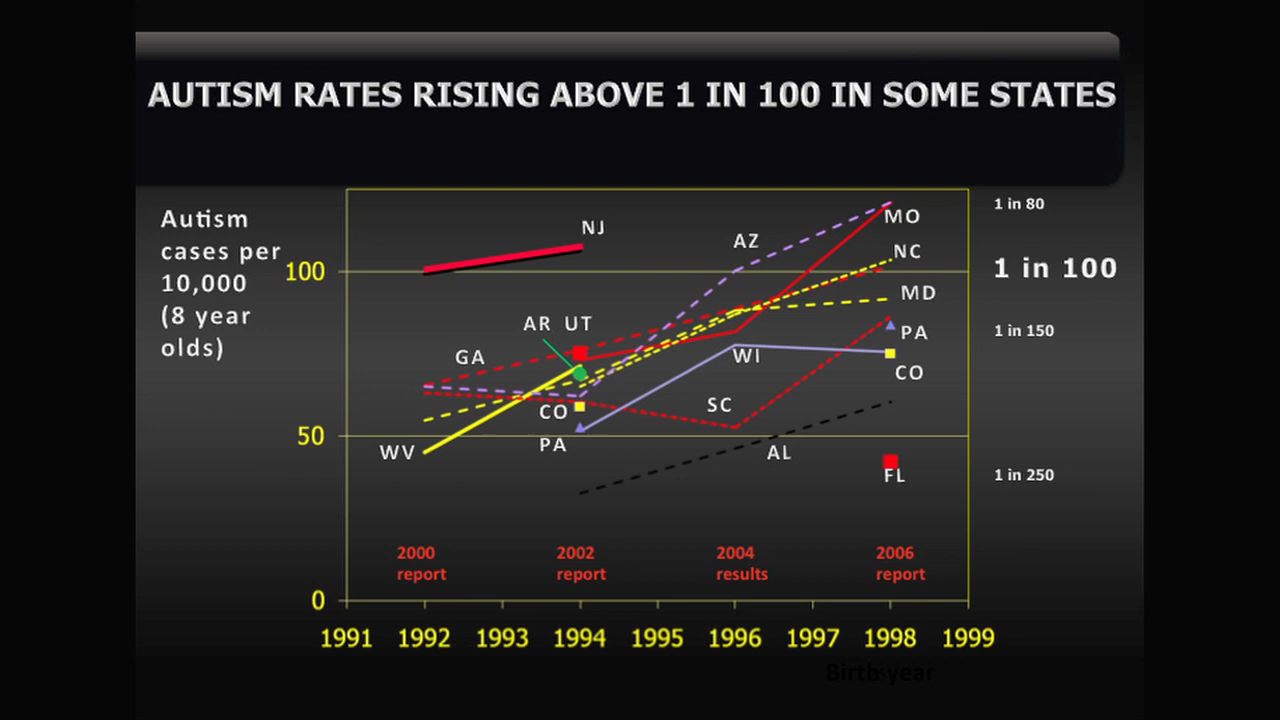 AUTISM RATES RISING ABOVE 1 IN 100 IN SOME STATES
Autism
cases per
10,000
(8 year
olds)
100
50
0
NJ
AZ
MO
NC
MD
AR UT
GA
PA
WI
CO
SC
CO
PA
WV
AL
FL
1 in 80
1 in 100
1 in 150
1 in 250
2000
report
2002
report
2004
results
2006
report
1991 1992 1993 1994 1995 1996 1997 1998 1999
Birth year